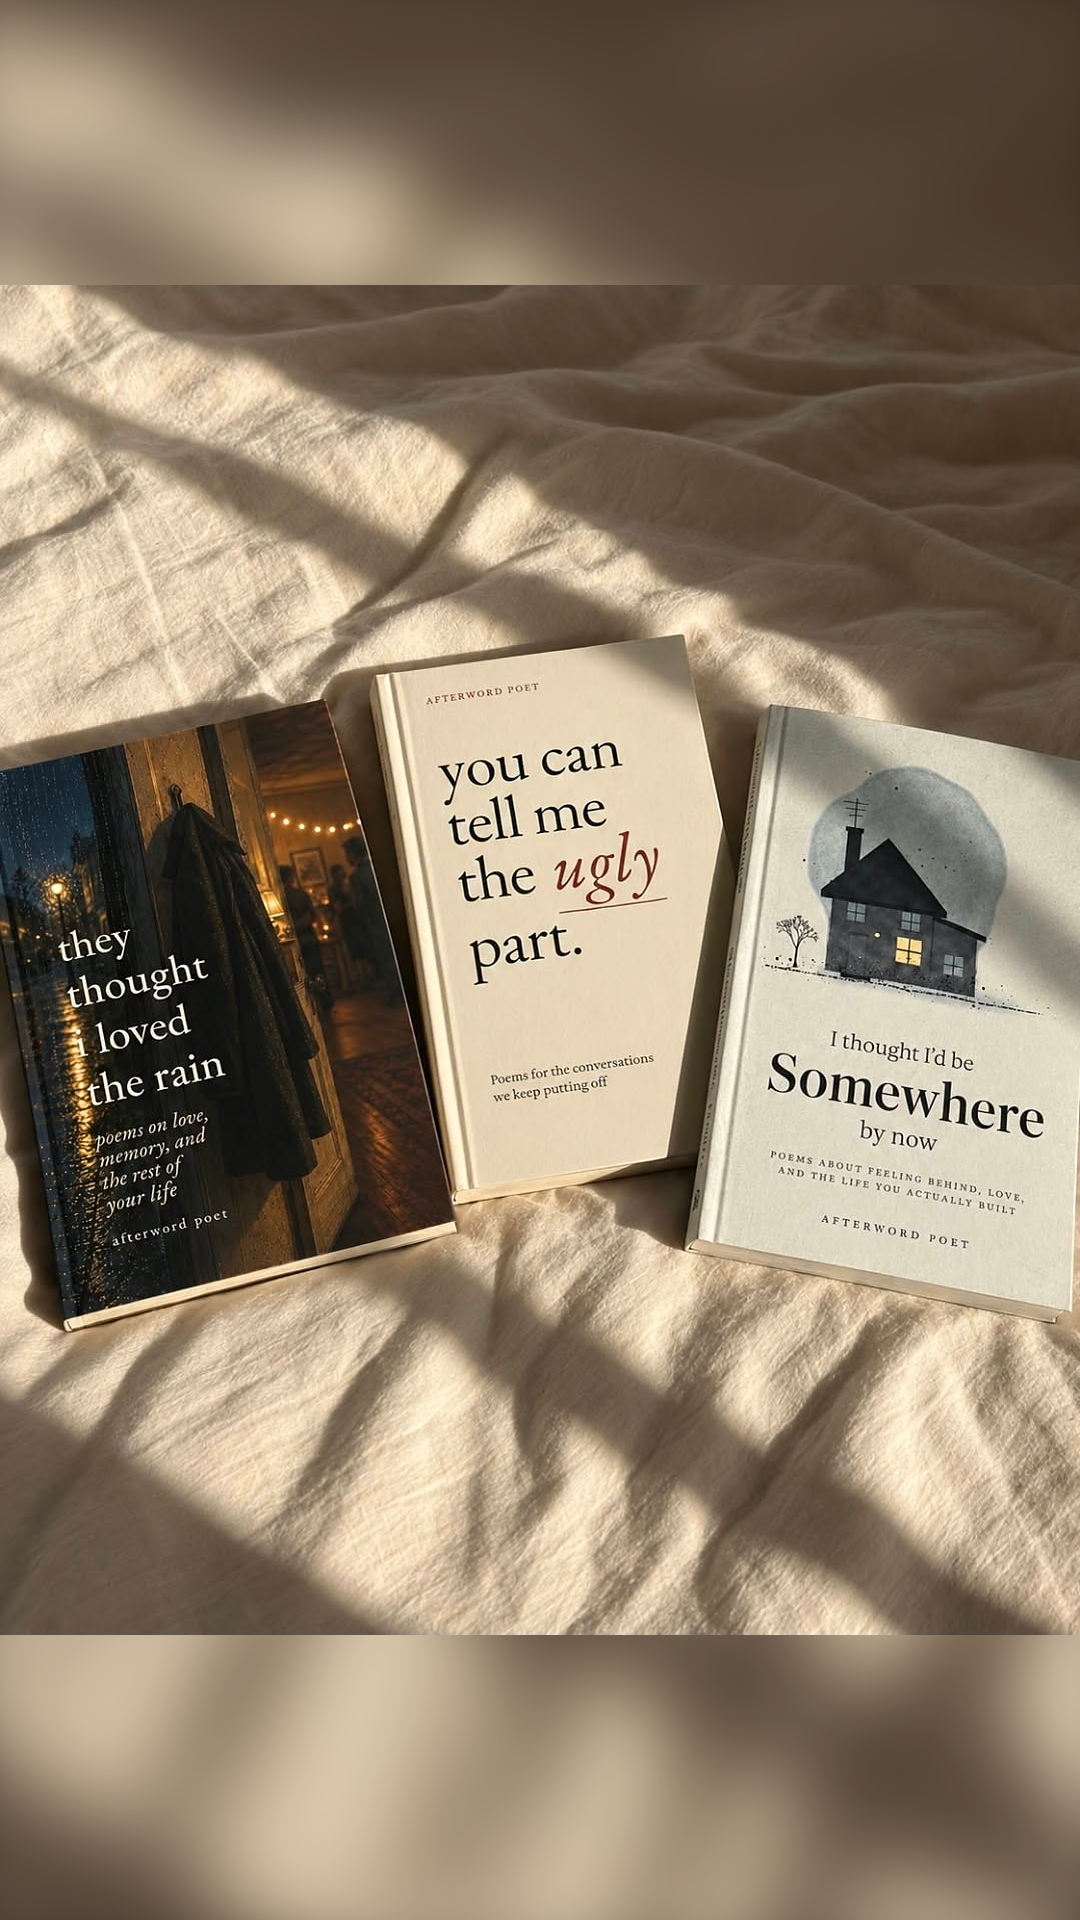 they
thought
i loved
the rain
poems on love,
memory, and
the rest of
your life
afterword poet
AFTERWORD POET
you can
tell me
the ugly
part.
Poems for the conversations
we keep putting off
I thought I'd be
Somewhere
by now
POEMS ABOUT FEELING BEHIND, LOVE,
AND THE LIFE YOU ACTUALLY BUILT
AFTERWORD POET